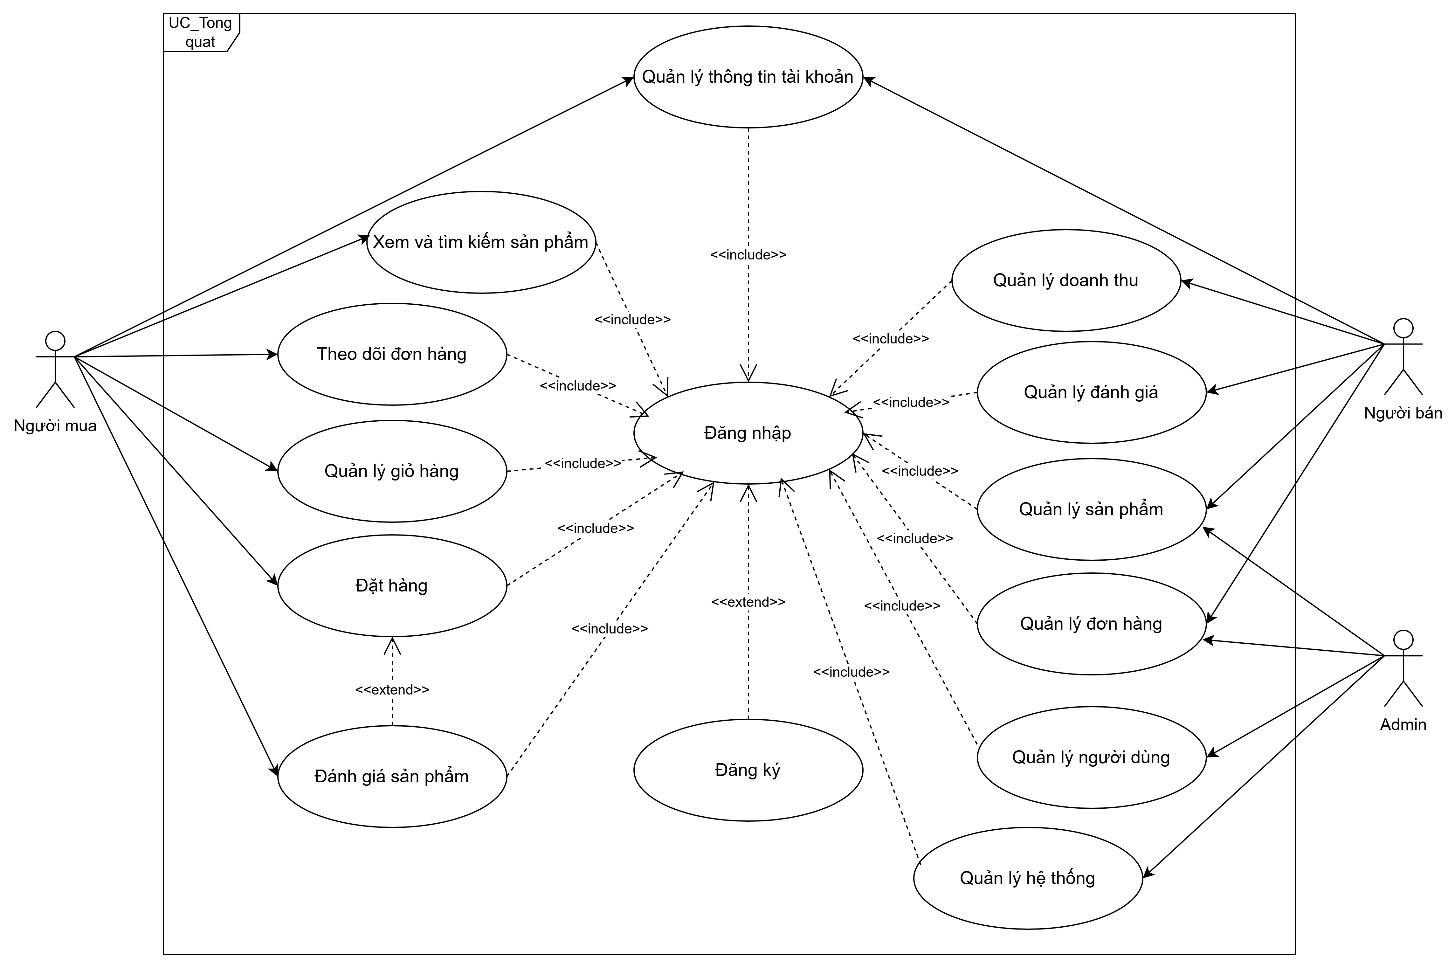 UC_Tong
quat
Quản lý thông tin tài khoản
Xem và tìm kiếm sản phẩm
<<include>>
Quản lý doanh thu
<<include>>
<<include>>
Theo dõi đơn hàng
<<include>>
Quản lý đánh giá
<<include>>
Người mua
Người bán
Đăng nhập
Quản lý giỏ hàng
<<include>>
<<include>>
Quản lý sản phẩm
<<include>>
<<include>>
Đặt hàng
<<extend>>
<<include>>
<<include>>
Quản lý đơn hàng
<<include>>
<<extend>>
Admin
Đánh giá sản phẩm
Đăng ký
Quản lý người dùng
Quản lý hệ thống